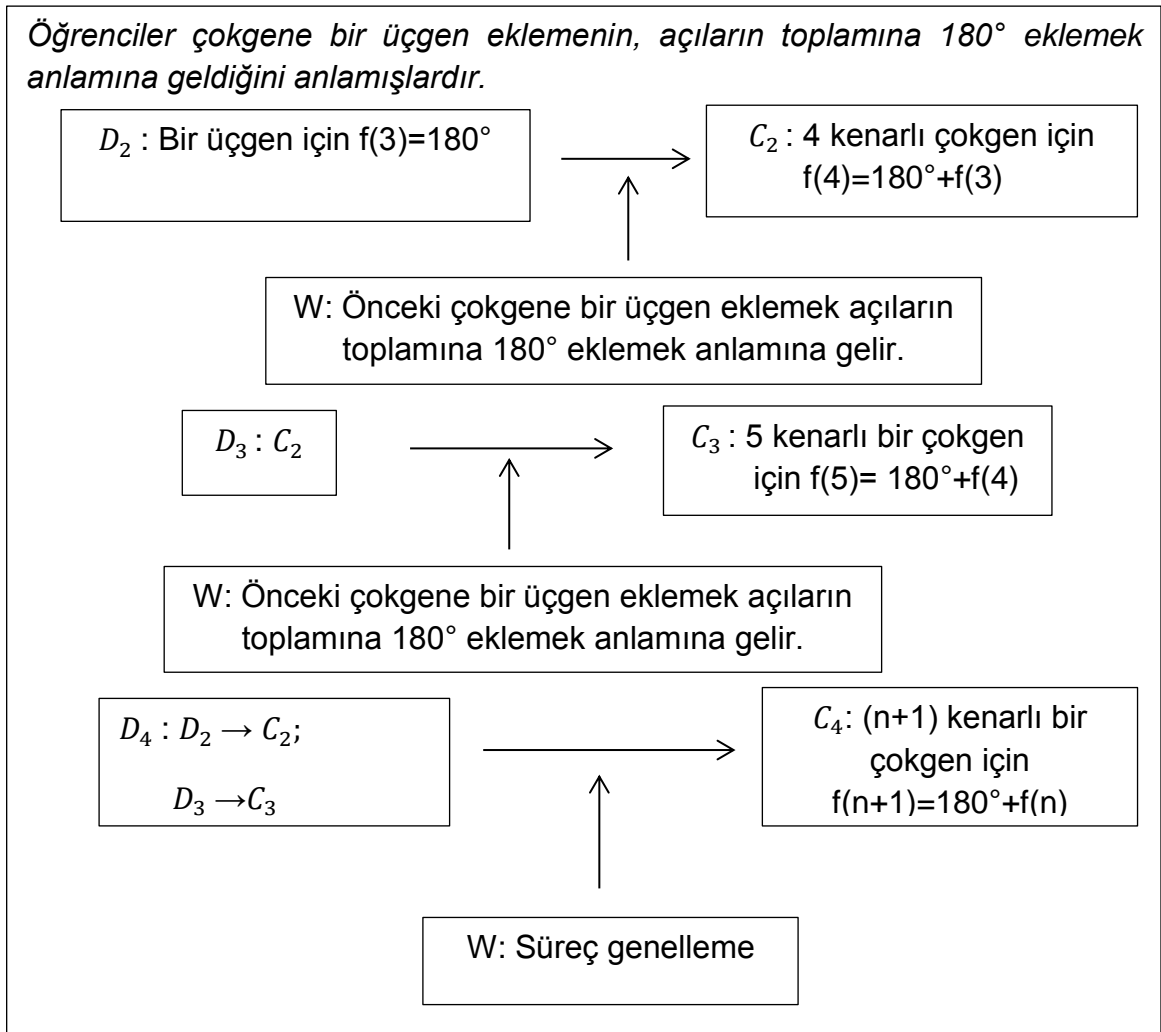 Öğrenciler çokgene bir üçgen eklemenin, açıların toplamına 180° eklemek
anlamına geldiğini anlamışlardır.
D₂ : Bir üçgen için f(3)=180°
C₂ : 4 kenarlı çokgen için
f(4)=180°+f(3)
W: Önceki çokgene bir üçgen eklemek açıların
toplamına 180° eklemek anlamına gelir.
D₃ : C₂
C₃ : 5 kenarlı bir çokgen
için f(5)= 180°+f(4)
W: Önceki çokgene bir üçgen eklemek açıların
toplamına 180° eklemek anlamına gelir.
D₄ : D₂ → C₂;
D₃ →C₃
C₄: (n+1) kenarlı bir
çokgen için
f(n+1)=180°+f(n)
W: Süreç genelleme